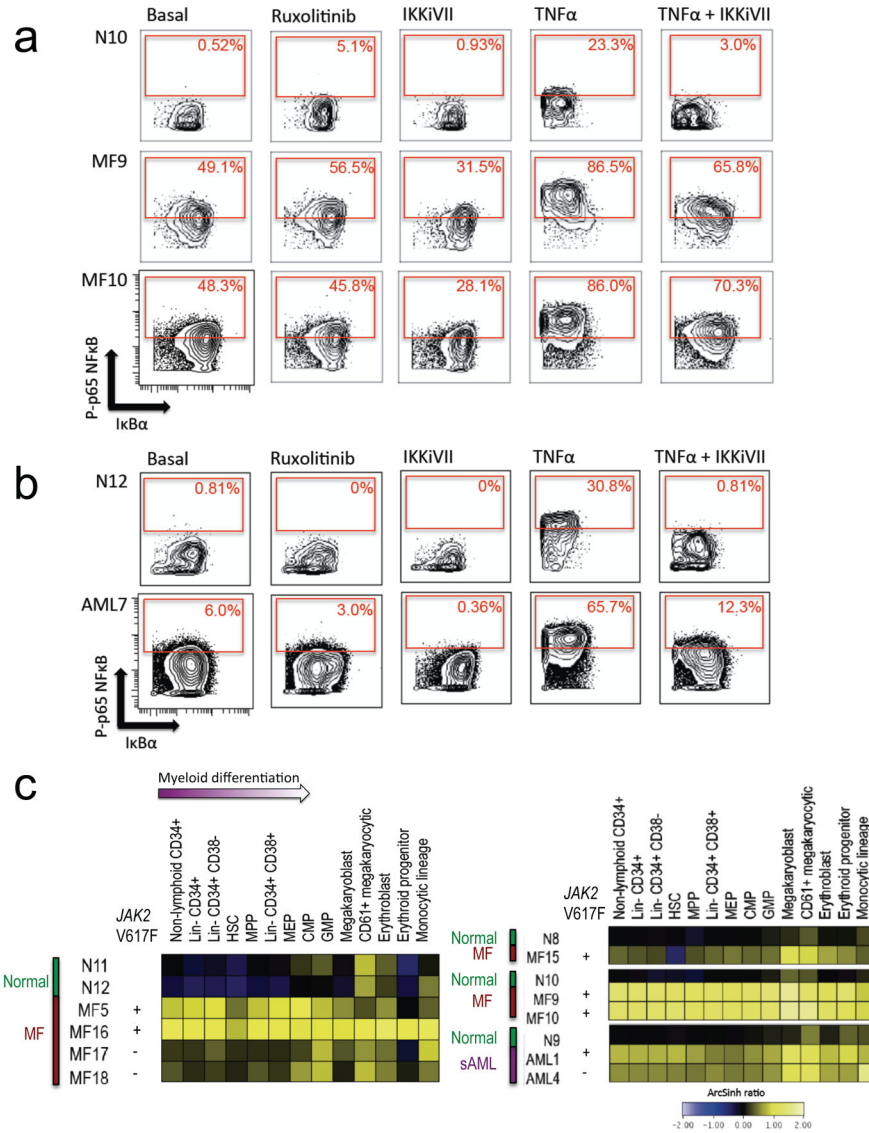 a
Basal Ruxolitinib IKKiVII TNFα TNFα + IKKiVII
N10
0.52% 5.1% 0.93% 23.3% 3.0%
MF9
49.1% 56.5% 31.5% 86.5% 65.8%
MF10
48.3% 45.8% 28.1% 86.0% 70.3%
P-p65 NFκB
IκBα
b
Basal Ruxolitinib IKKiVII TNFα TNFα + IKKiVII
N12
0.81% 0% 0% 30.8% 0.81%
AML7
6.0% 3.0% 0.36% 65.7% 12.3%
P-p65 NFκB
IκBα
c
Myeloid differentiation
JAK2
V617F
Non-lymphoid CD34+
Lin- CD34+
Lin- CD34+ CD38-
HSC
MPP
Lin- CD34+ CD38+
MEP
CMP
GMP
Megakaryoblast
CD61+ megakaryocytic
Erythroblast
Erythroid progenitor
Monocytic lineage
Normal
MF
N11
N12
MF5 +
MF16 +
MF17 -
MF18 -
JAK2
V617F
Non-lymphoid CD34+
Lin- CD34+
Lin- CD34+ CD38-
HSC
MPP
Lin- CD34+ CD38+
MEP
CMP
GMP
Megakaryoblast
CD61+ megakaryocytic
Erythroblast
Erythroid progenitor
Monocytic lineage
Normal N8
MF MF15 +
Normal N10
MF MF9 +
MF10 +
Normal N9
sAML AML1 +
AML4 -
ArcSinh ratio
-2.00 -1.00 0.00 1.00 2.00